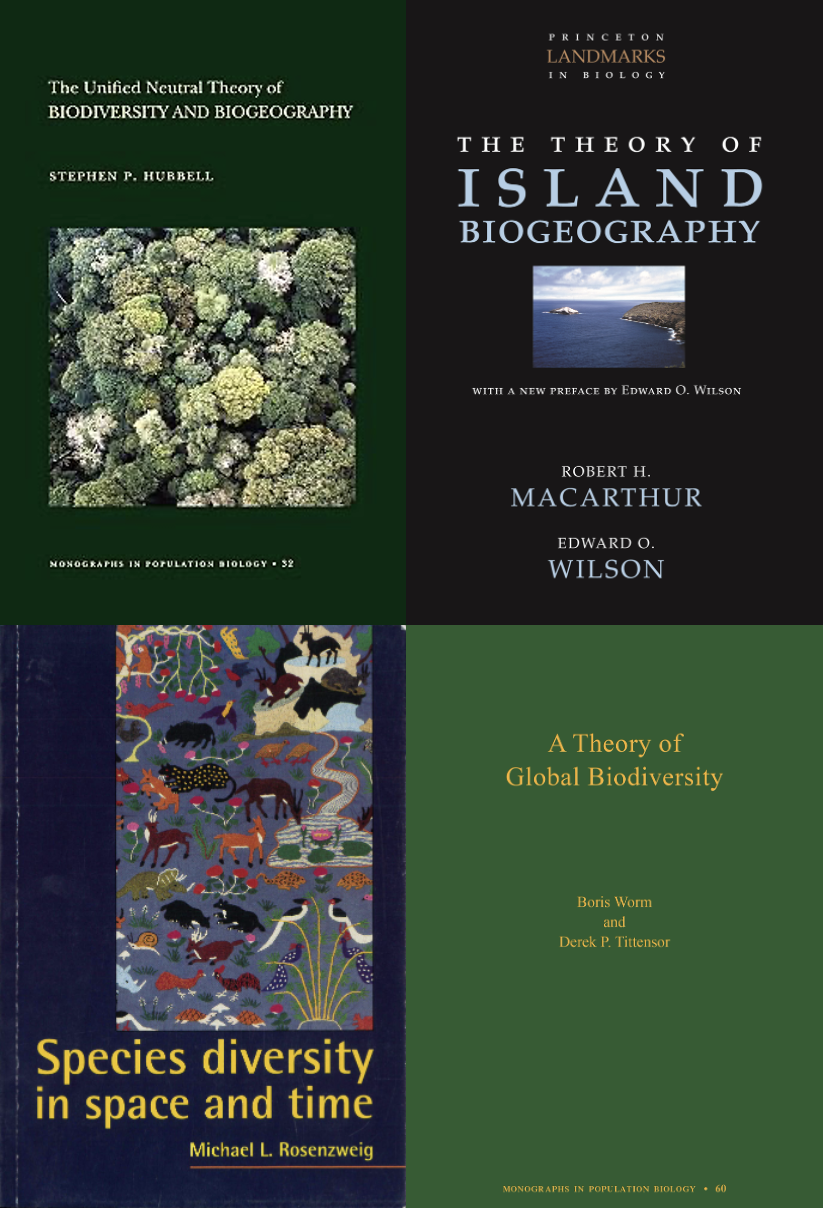 The Unified Neutral Theory of
BIODIVERSITY AND BIOGEOGRAPHY
STEPHEN P. HUBBELL
MONOGRAPHS IN POPULATION BIOLOGY • 32
PRINCETON
LANDMARKS
IN BIOLOGY
THE THEORY OF
ISLAND
BIOGEOGRAPHY
WITH A NEW PREFACE BY EDWARD O. WILSON
ROBERT H.
MACARTHUR
EDWARD O.
WILSON
Species diversity
in space and time
Michael L. Rosenzweig
A Theory of
Global Biodiversity
Boris Worm
and
Derek P. Tittensor
MONOGRAPHS IN POPULATION BIOLOGY • 60